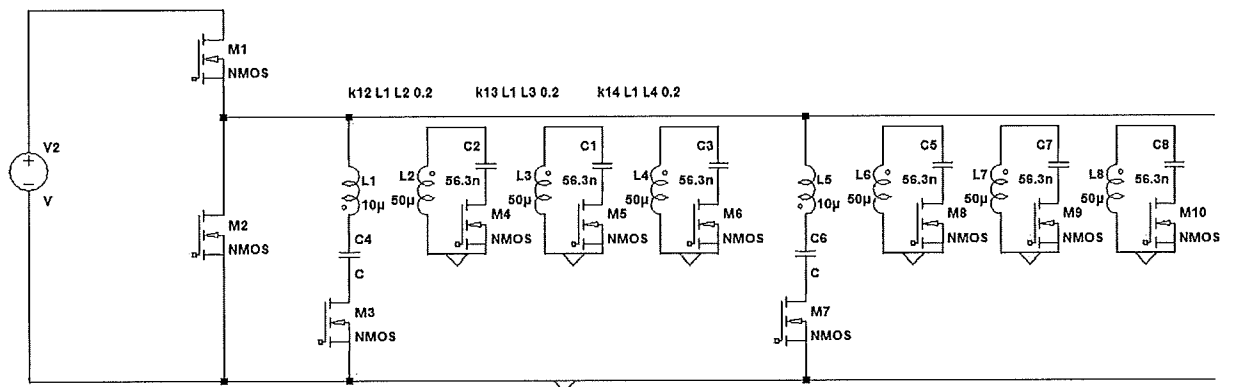 M1
NMOS
k12 L1 L2 0.2
k13 L1 L3 0.2
k14 L1 L4 0.2
V2
V
+
−
M2
NMOS
L1
10µ
C4
C
M3
NMOS
L2
50µ
C2
56.3n
M4
NMOS
L3
50µ
C1
56.3n
M5
NMOS
L4
50µ
C3
56.3n
M6
NMOS
L5
10µ
C6
C
M7
NMOS
L6
50µ
C5
56.3n
M8
NMOS
L7
50µ
C7
56.3n
M9
NMOS
L8
50µ
C8
56.3n
M10
NMOS